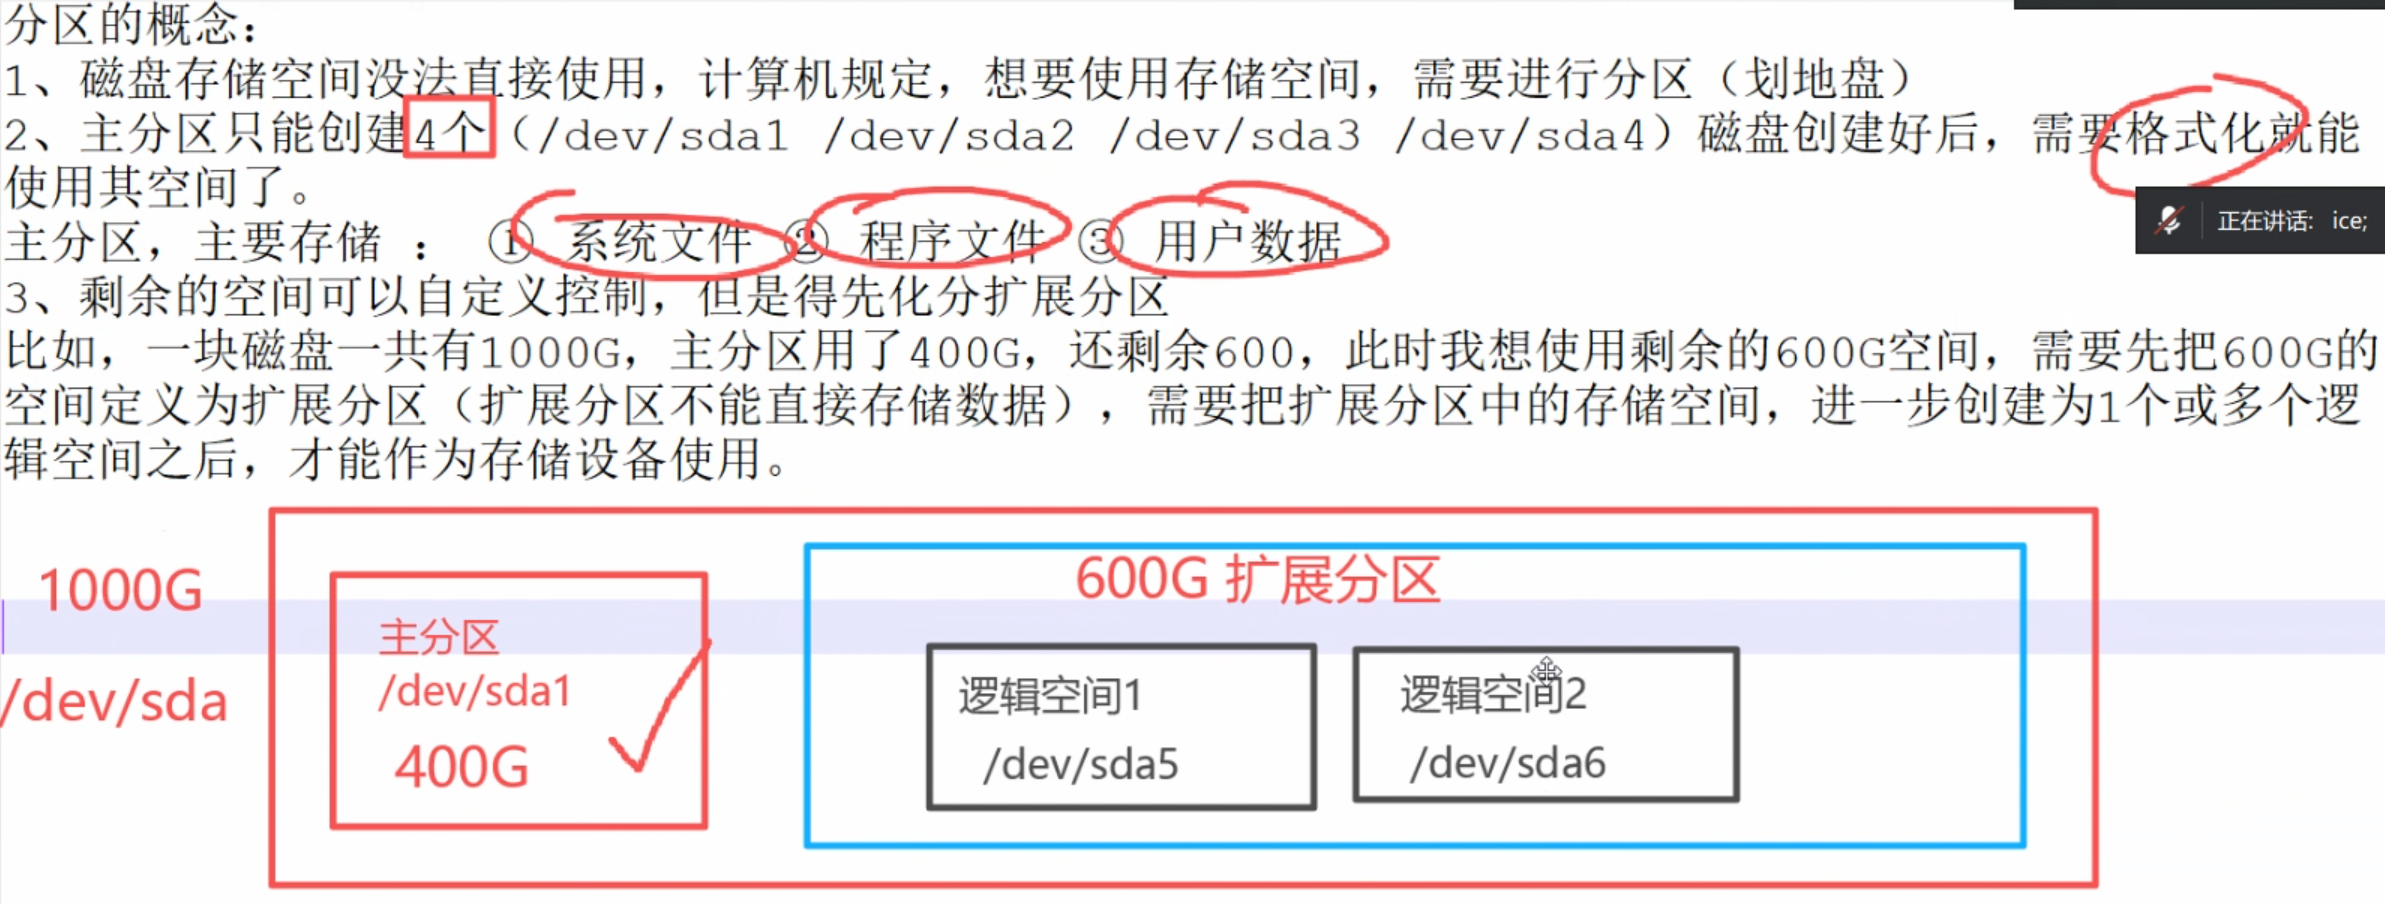 分区的概念：
1、磁盘存储空间没法直接使用，计算机规定，想要使用存储空间，需要进行分区（划地盘）
2、主分区只能创建4个（/dev/sda1 /dev/sda2 /dev/sda3 /dev/sda4）磁盘创建好后，需要格式化就能
使用其空间了。
正在讲话: ice;
主分区，主要存储 ： ① 系统文件 ② 程序文件 ③ 用户数据
3、剩余的空间可以自定义控制，但是得先化分扩展分区
比如，一块磁盘一共有1000G，主分区用了400G，还剩余600，此时我想使用剩余的600G空间，需要先把600G的
空间定义为扩展分区（扩展分区不能直接存储数据），需要把扩展分区中的存储空间，进一步创建为1个或多个逻
辑空间之后，才能作为存储设备使用。
1000G
/dev/sda
主分区
/dev/sda1
400G
600G 扩展分区
逻辑空间1
/dev/sda5
逻辑空间2
/dev/sda6